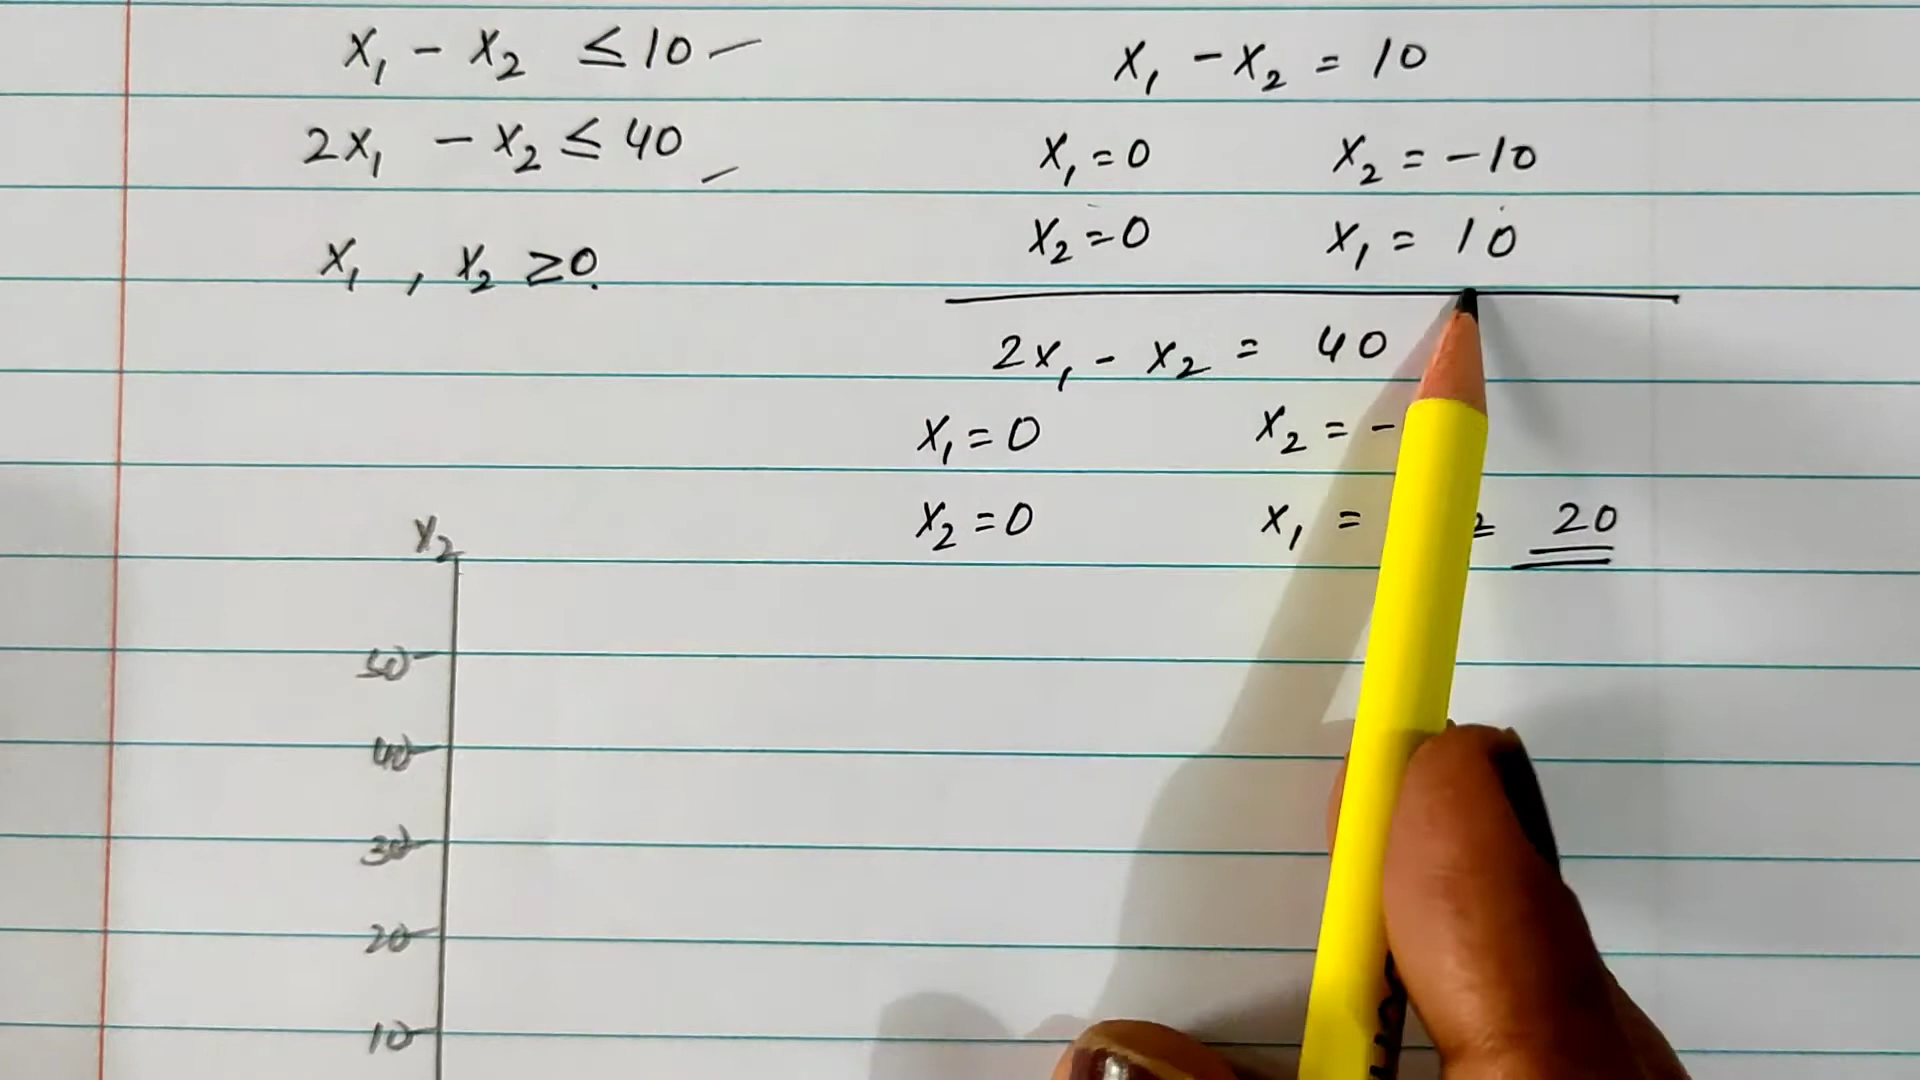 x₁ - x₂ ≤ 10
2x₁ - x₂ ≤ 40
x₁ , x₂ ≥ 0.
x₁ - x₂ = 10
x₁ = 0 x₂ = -10
x₂ = 0 x₁ = 10
2x₁ - x₂ = 40
x₁ = 0 x₂ = -
x₂ = 0 x₁ = = 20
x₂
50
40
30
20
10